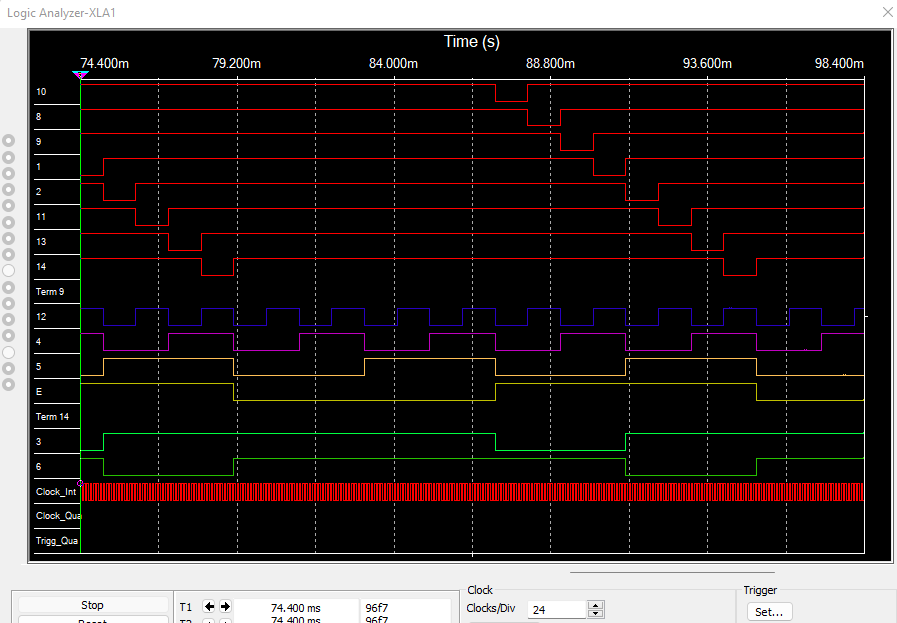 Logic Analyzer-XLA1
Time (s)
74.400m 79.200m 84.000m 88.800m 93.600m 98.400m
10
8
9
1
2
11
13
14
Term 9
12
4
5
E
Term 14
3
6
Clock_Int
Clock_Qua
Trigg_Qua
Stop
Reset
T1 74.400 ms 96f7
T2 74.400 ms 96f7
Clock
Clocks/Div 24
Trigger
Set...